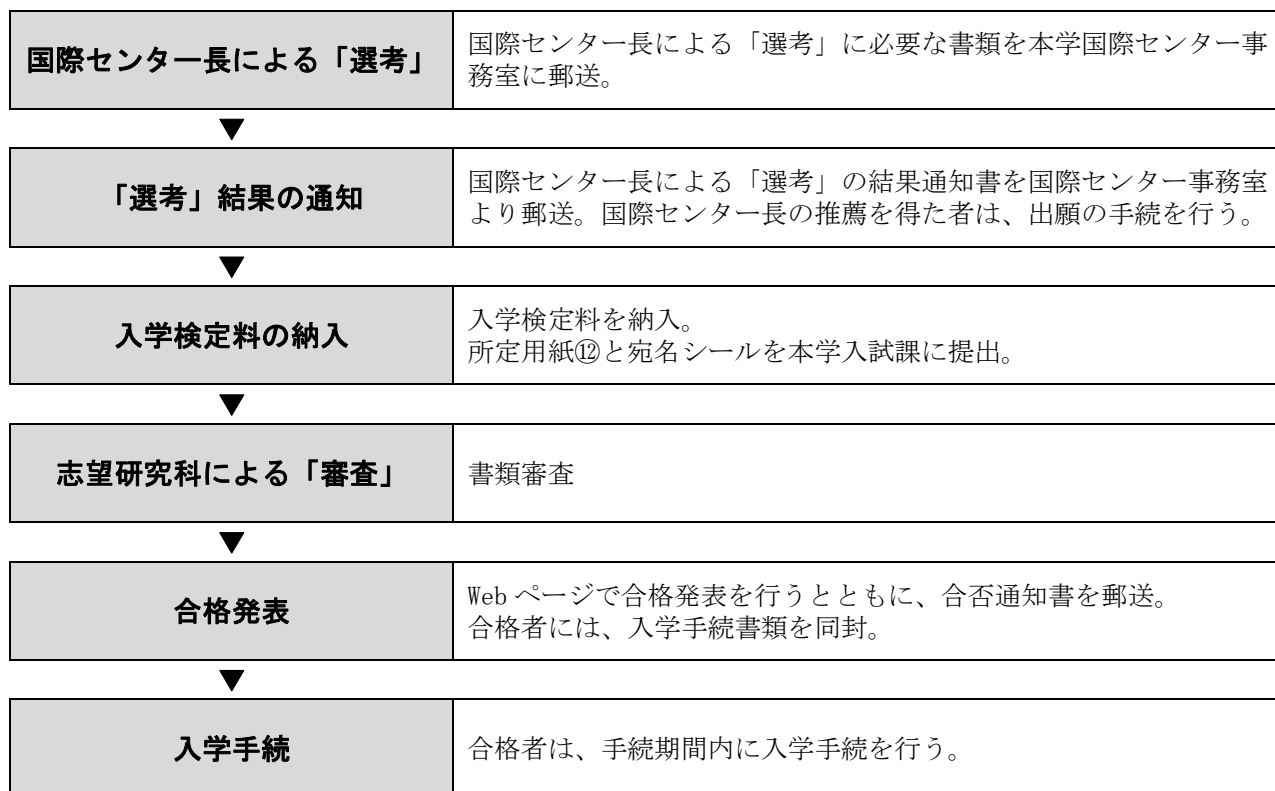 国際センター長による「選考」
国際センター長による「選考」に必要な書類を本学国際センター事
務室に郵送。
▼
「選考」結果の通知
国際センター長による「選考」の結果通知書を国際センター事務室
より郵送。国際センター長の推薦を得た者は、出願の手続を行う。
▼
入学検定料の納入
入学検定料を納入。
所定用紙⑫と宛名シールを本学入試課に提出。
▼
志望研究科による「審査」
書類審査
▼
合格発表
Web ページで合格発表を行うとともに、合否通知書を郵送。
合格者には、入学手続書類を同封。
▼
入学手続
合格者は、手続期間内に入学手続を行う。